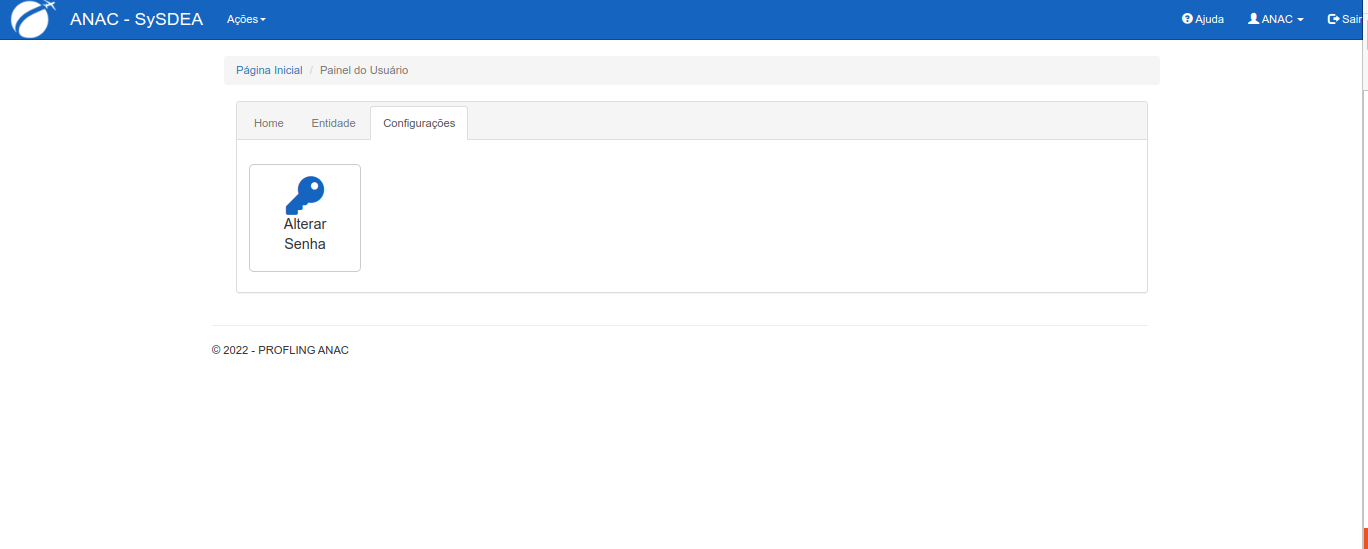 ANAC - SySDEA Ações Ajuda ANAC Sair
Página Inicial / Painel do Usuário
Home Entidade Configurações
Alterar
Senha
© 2022 - PROFLING ANAC